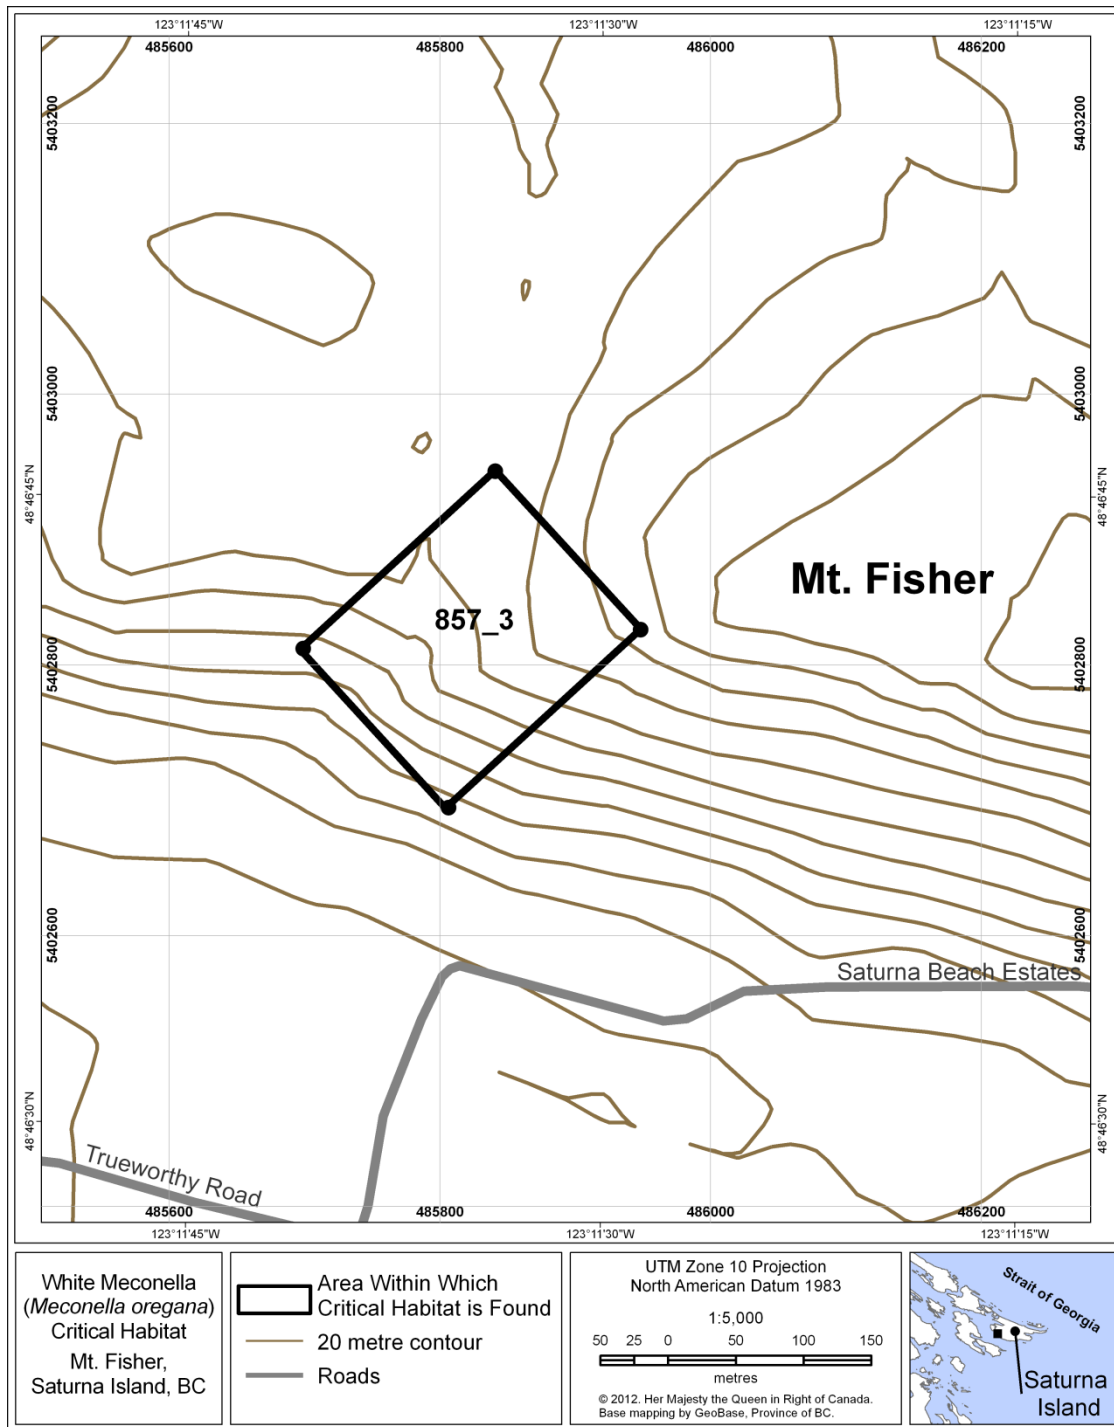 123°11'45"W
123°11'30"W
123°11'15"W
485600
485800
486000
486200
5403200
5403200
5403000
5403000
48°46'45"N
48°46'45"N
Mt. Fisher
857_3
5402800
5402800
5402600
5402600
Saturna Beach Estates
48°46'30"N
48°46'30"N
Trueworthy Road
485600
485800
486000
486200
123°11'45"W
123°11'30"W
123°11'15"W
White Meconella
(Meconella oregana)
Critical Habitat
Mt. Fisher,
Saturna Island, BC
Area Within Which
Critical Habitat is Found
20 metre contour
Roads
UTM Zone 10 Projection
North American Datum 1983
1:5,000
50 25 0 50 100 150
metres
© 2012. Her Majesty the Queen in Right of Canada.
Base mapping by GeoBase, Province of BC.
Strait of Georgia
Saturna
Island